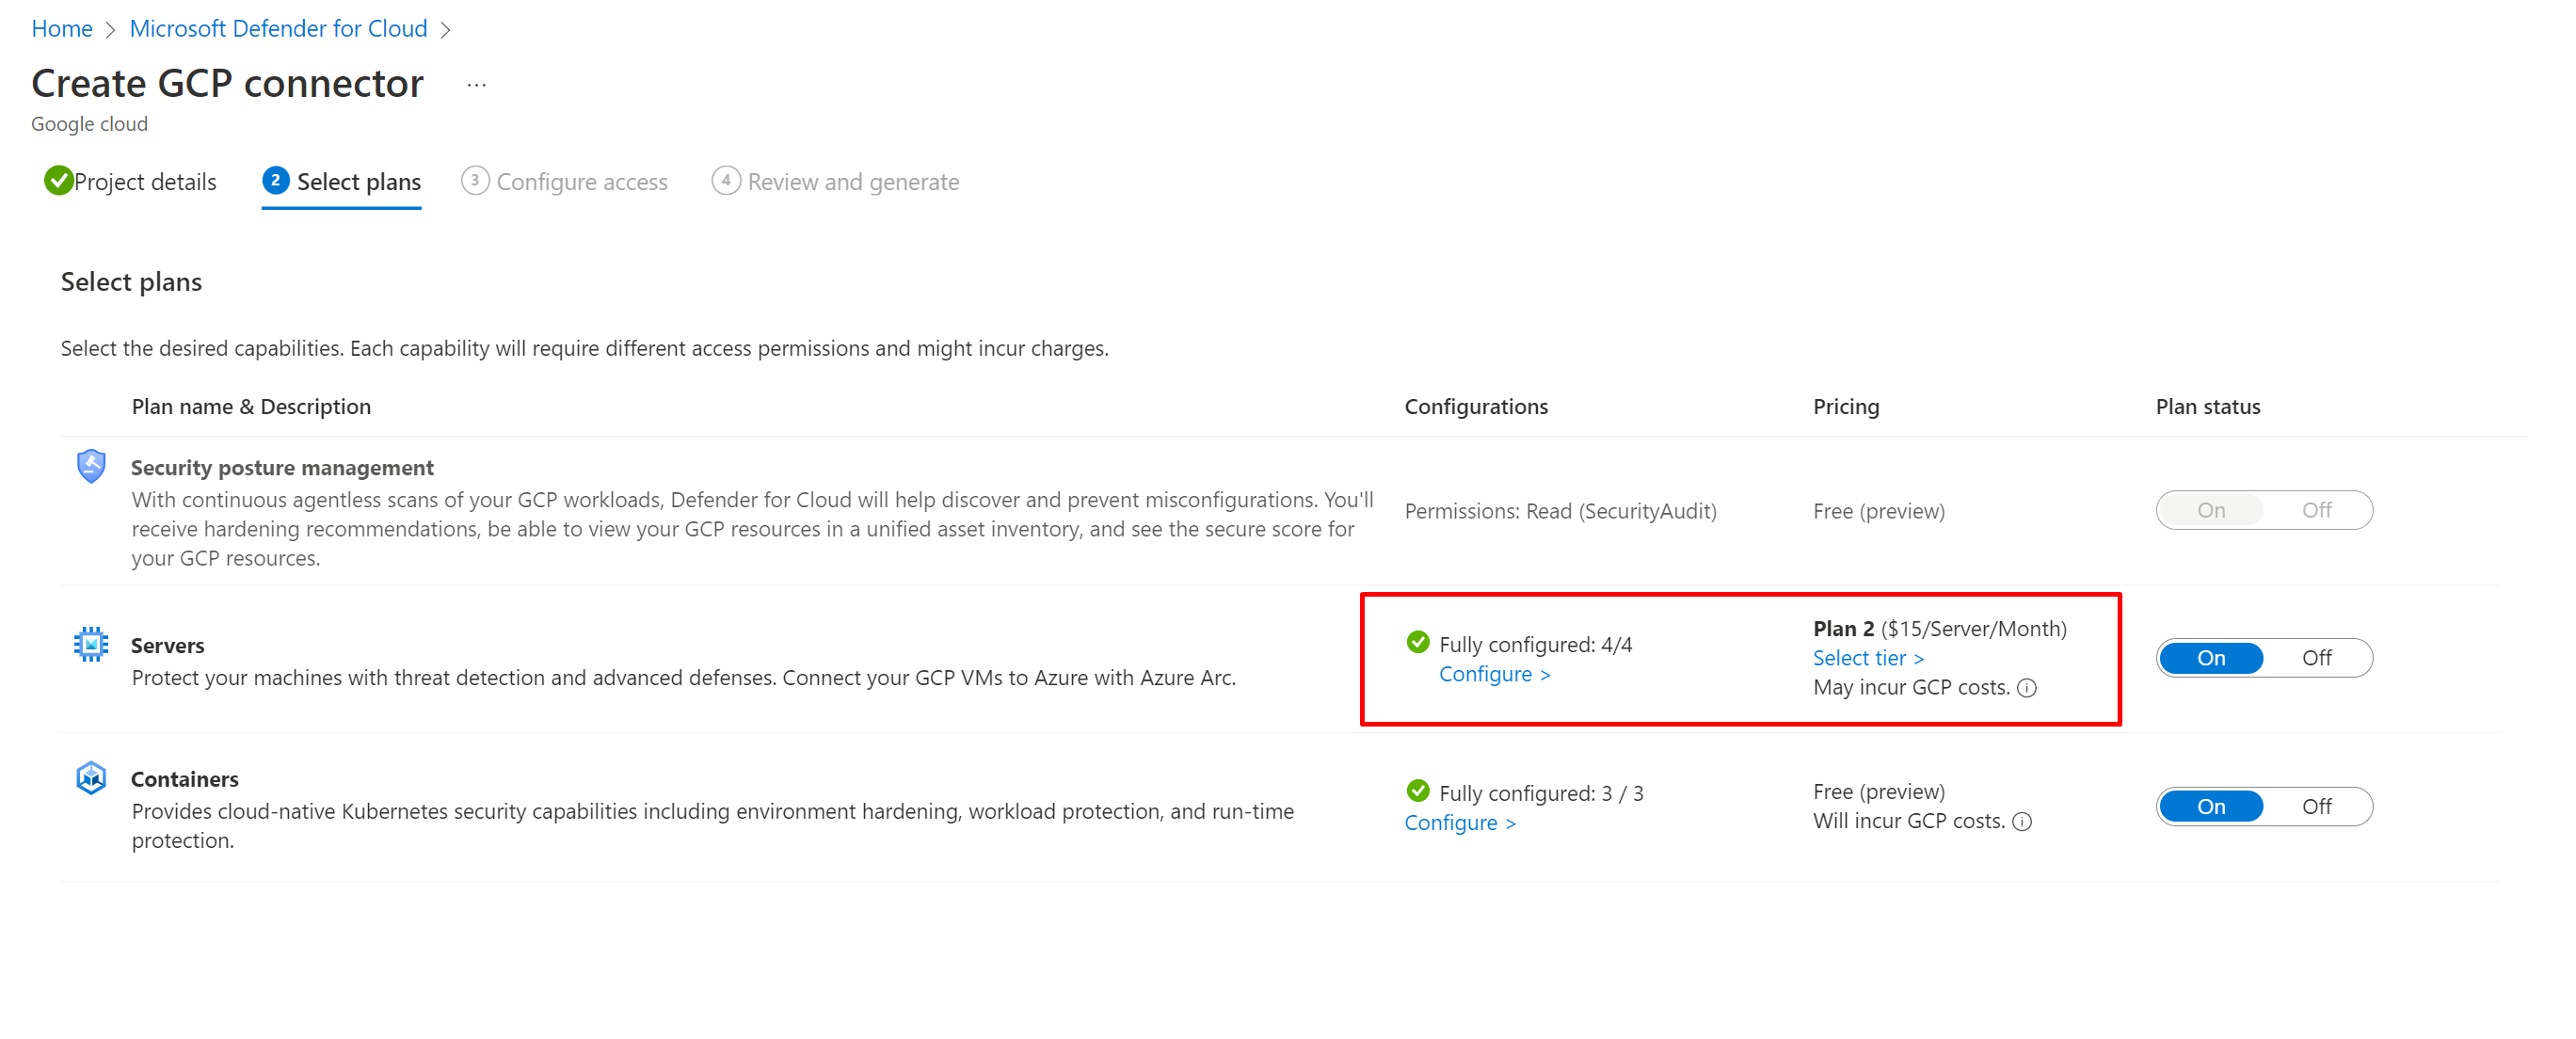 Home > Microsoft Defender for Cloud >
Create GCP connector ...
Google cloud
Project details 2 Select plans 3 Configure access 4 Review and generate
Select plans
Select the desired capabilities. Each capability will require different access permissions and might incur charges.
Plan name & Description Configurations Pricing Plan status
Security posture management
With continuous agentless scans of your GCP workloads, Defender for Cloud will help discover and prevent misconfigurations. You'll
receive hardening recommendations, be able to view your GCP resources in a unified asset inventory, and see the secure score for
your GCP resources.
Permissions: Read (SecurityAudit)
Free (preview)
On Off
Servers
Protect your machines with threat detection and advanced defenses. Connect your GCP VMs to Azure with Azure Arc.
Fully configured: 4/4
Configure >
Plan 2 ($15/Server/Month)
Select tier >
May incur GCP costs.
On Off
Containers
Provides cloud-native Kubernetes security capabilities including environment hardening, workload protection, and run-time
protection.
Fully configured: 3 / 3
Configure >
Free (preview)
Will incur GCP costs.
On Off